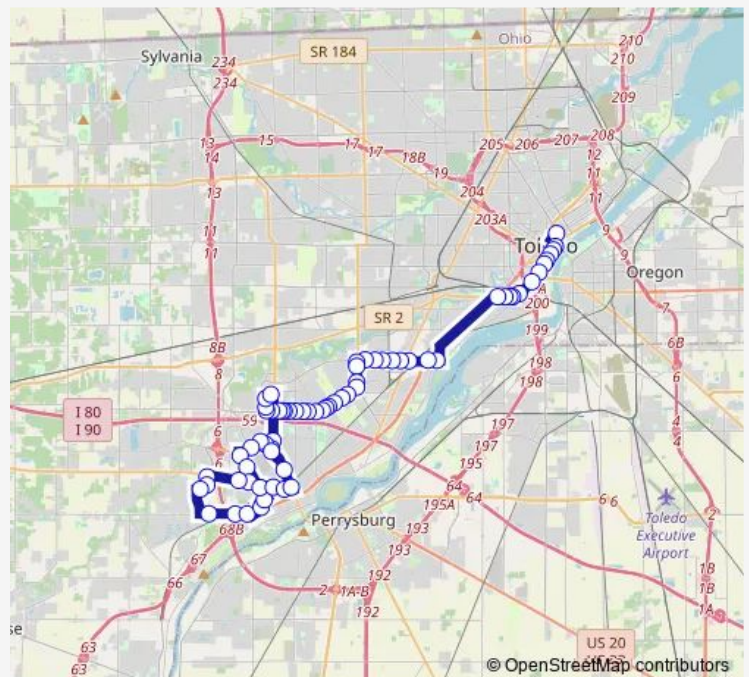 Ohio
210
210
Sylvania
234
234
SR 184
209
13
14
15
17
17
18B
19
205
206
207
208
12
11
11
204
203A
13
11
11
9
9
Oregon
200
7
SR 2
199
198
198
8B
8
6B
6
I 80
I 90
59
6
6
197
197
195
64
64
4
4
195A
6 6
Perrysburg
193
193
68B
67
66
Toledo
Executive
Airport
2
192
192
2
1A-B
1B
1B
1A
63
63
se
US 20
© OpenStreetMap contributors